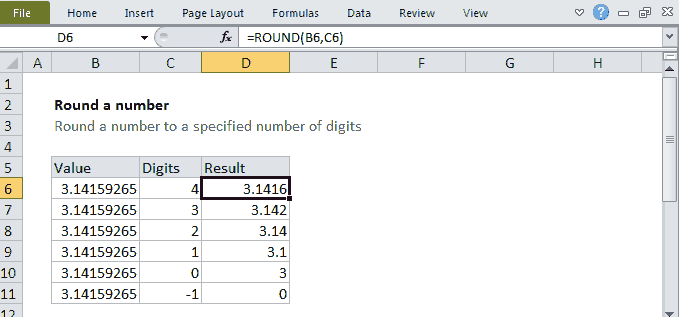 File Home Insert Page Layout Formulas Data Review View
D6 fx =ROUND(B6,C6)
A B C D E F G H
1
2 Round a number
3 Round a number to a specified number of digits
4
5 Value Digits Result
6 3.14159265 4 3.1416
7 3.14159265 3 3.142
8 3.14159265 2 3.14
9 3.14159265 1 3.1
10 3.14159265 0 3
11 3.14159265 -1 0
12